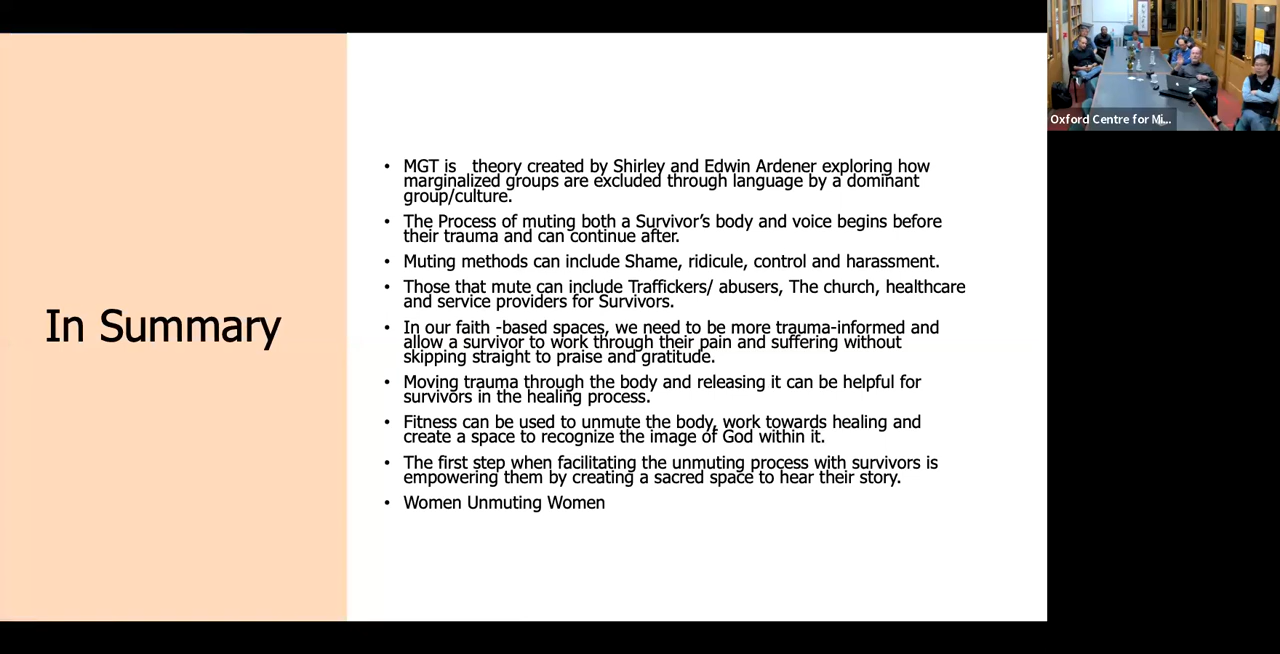 In Summary
• MGT is theory created by Shirley and Edwin Ardener exploring how
marginalized groups are excluded through language by a dominant
group/culture.
• The Process of muting both a Survivor’s body and voice begins before
their trauma and can continue after.
• Muting methods can include Shame, ridicule, control and harassment.
• Those that mute can include Traffickers/ abusers, The church, healthcare
and service providers for Survivors.
• In our faith -based spaces, we need to be more trauma-informed and
allow a survivor to work through their pain and suffering without
skipping straight to praise and gratitude.
• Moving trauma through the body and releasing it can be helpful for
survivors in the healing process.
• Fitness can be used to unmute the body, work towards healing and
create a space to recognize the image of God within it.
• The first step when facilitating the unmuting process with survivors is
empowering them by creating a sacred space to hear their story.
• Women Unmuting Women
Oxford Centre for Mi...